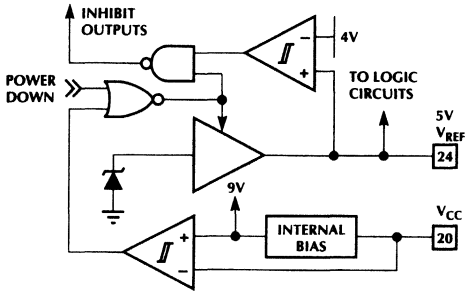 INHIBIT
OUTPUTS
4V
POWER
DOWN
TO LOGIC
CIRCUITS
5V
VREF
24
9V
INTERNAL
BIAS
VCC
20
+
−
+
−